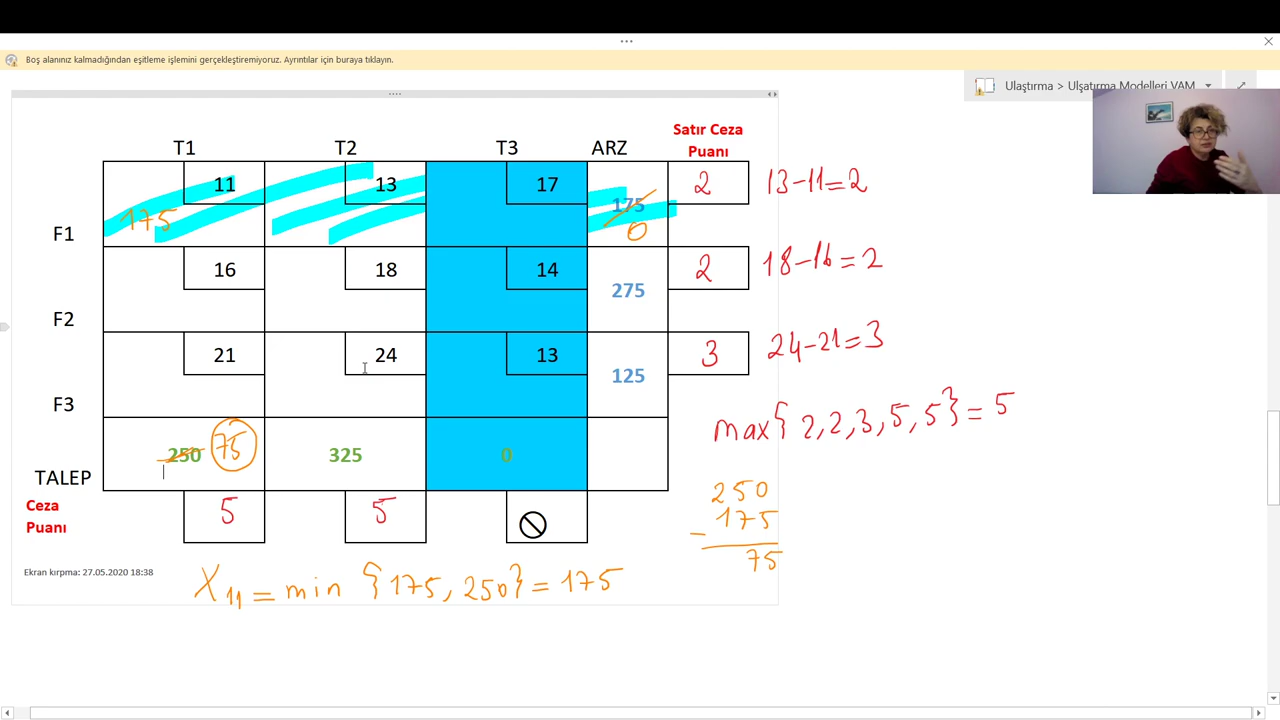 Boş alanınız kalmadığından eşitleme işlemini gerçekleştiremiyoruz. Ayrıntılar için buraya tıklayın.
Ulaştırma > Ulşatırma Modelleri VAM
T1 T2 T3 ARZ Satır Ceza Puanı
11 13 17 175 2 13-11=2
175 0
F1
16 18 14 275 2 18-16=2
F2
21 24 13 125 3 24-21=3
F3
max{2,2,3,5,5}=5
250 75 325 0
TALEP
Ceza Puanı 5 5
250
- 175
75
Ekran kırpma: 27.05.2020 18:38
X11 = min {175, 250} = 175